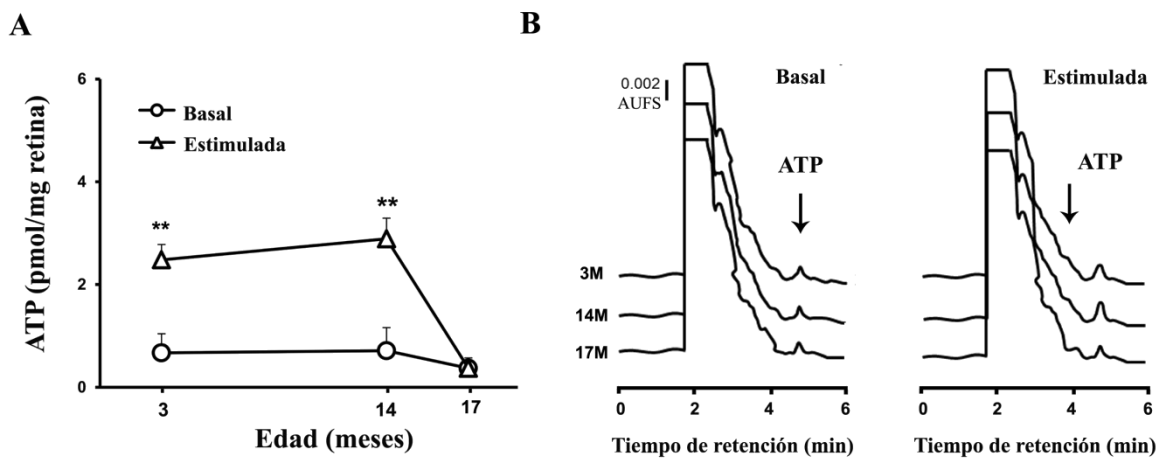 A
ATP (pmol/mg retina)
6
4
2
0
Basal
Estimulada
**
**
3
14
17
Edad (meses)
B
0.002
AUFS
Basal
ATP
3M
14M
17M
0
2
4
6
Tiempo de retención (min)
Estimulada
ATP
0
2
4
6
Tiempo de retención (min)